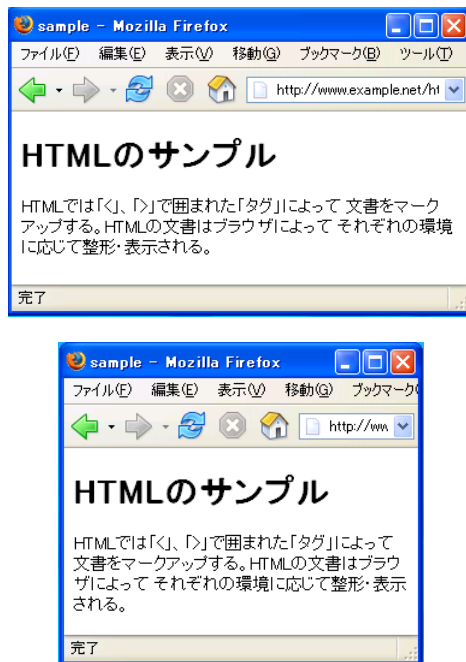 sample - Mozilla Firefox
ファイル(F) 編集(E) 表示(V) 移動(G) ブックマーク(B) ツール(T)
http://www.example.net/ht
HTMLのサンプル
HTMLでは「<」、「>」で囲まれた「タグ」によって 文書をマーク
アップする。HTMLの文書はブラウザによって それぞれの環境
に応じて整形・表示される。
完了
sample - Mozilla Firefox
ファイル(F) 編集(E) 表示(V) 移動(G) ブックマーク(
http://ww
HTMLのサンプル
HTMLでは「<」、「>」で囲まれた「タグ」によって
文書をマークアップする。HTMLの文書はブラウ
ザによって それぞれの環境に応じて整形・表示
される。
完了